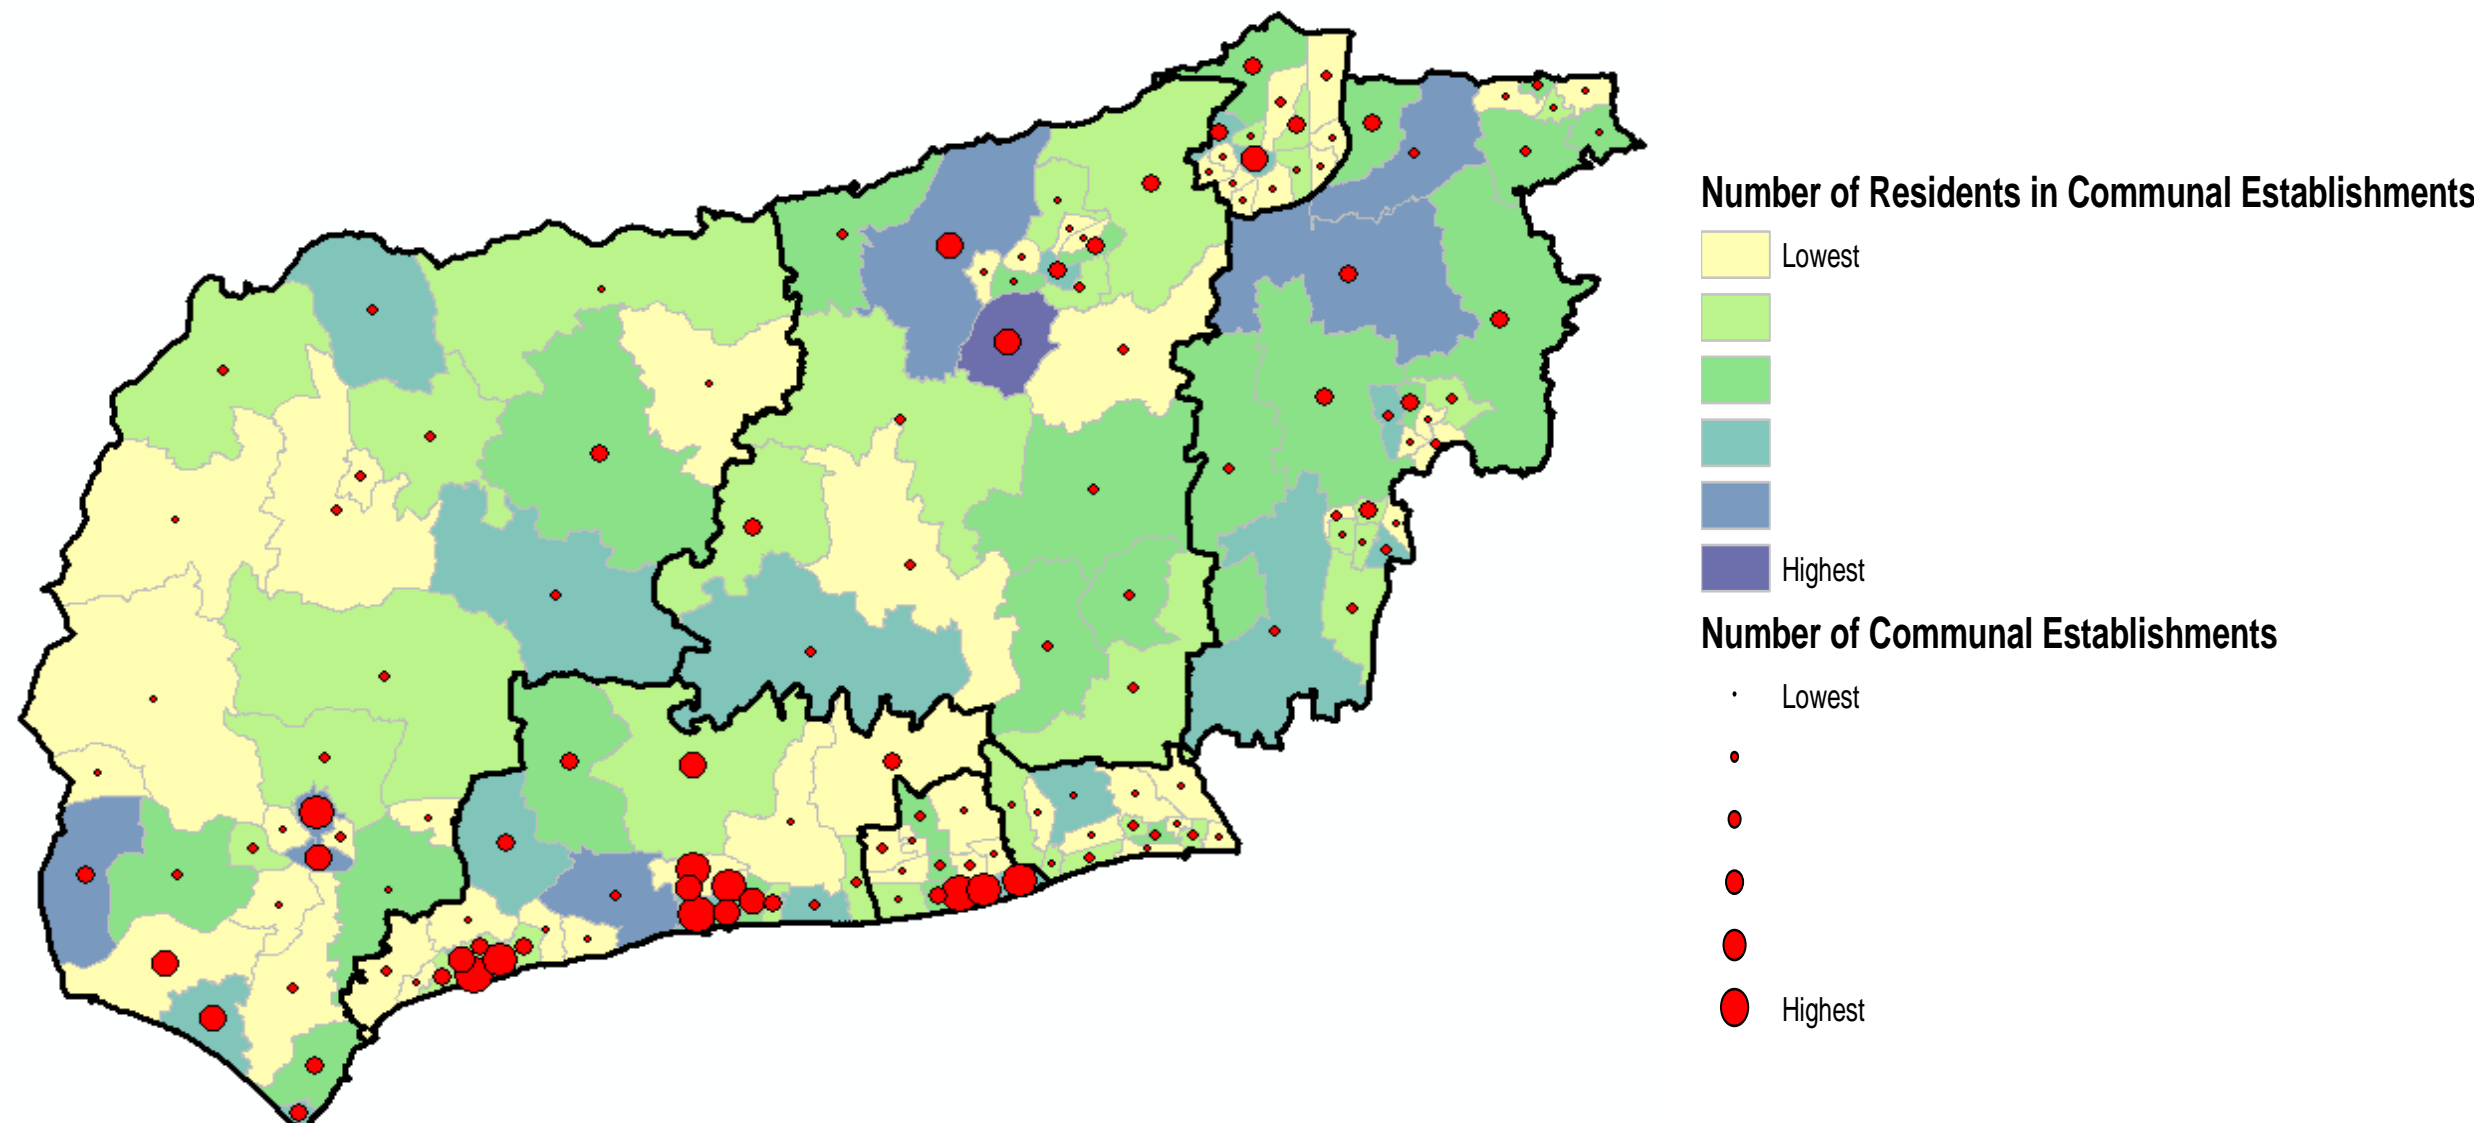 Number of Residents in Communal Establishments
Lowest
Highest
Number of Communal Establishments
Lowest
Highest